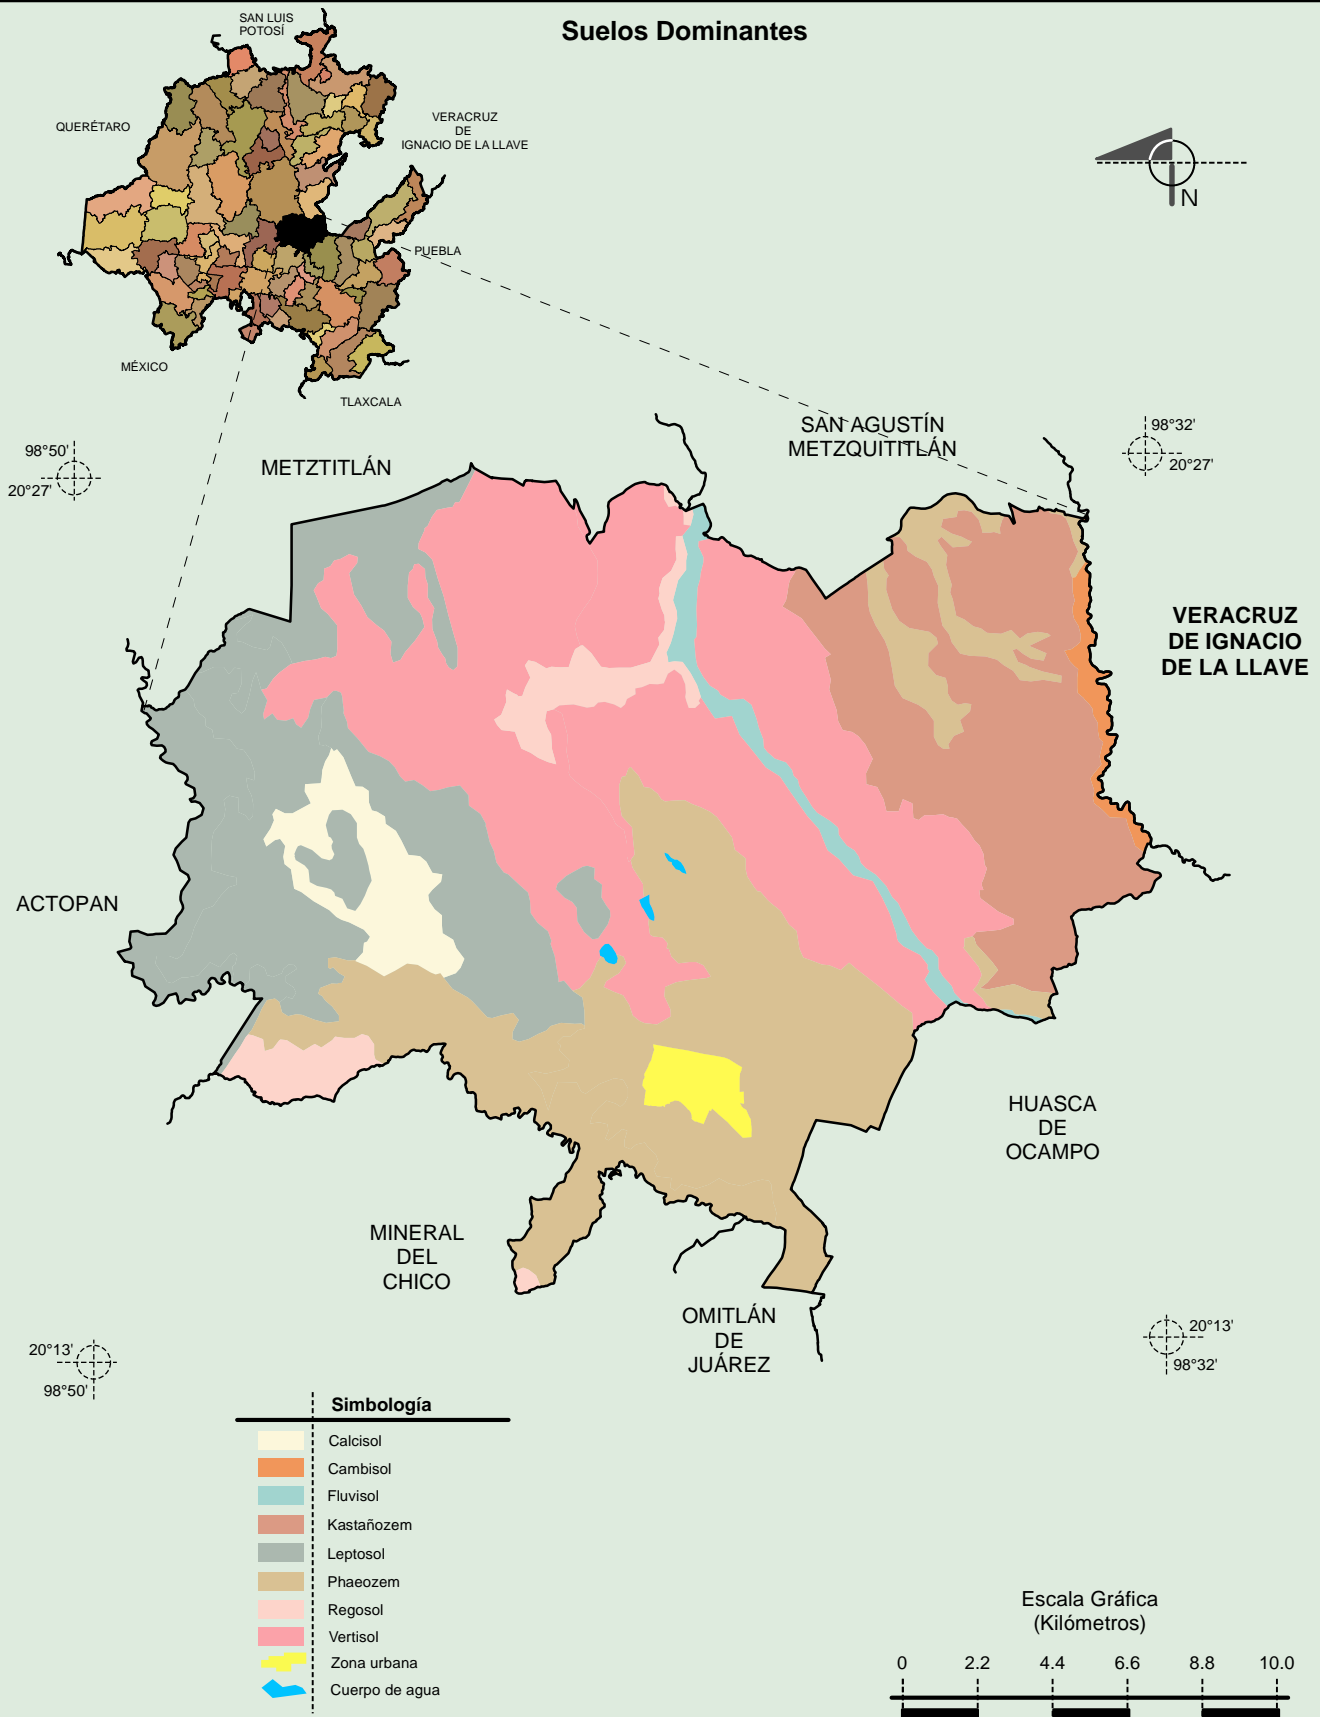 Suelos Dominantes
SAN LUIS
POTOSÍ
QUERÉTARO
VERACRUZ
DE
IGNACIO DE LA LLAVE
N
PUEBLA
MÉXICO
TLAXCALA
98°50'
20°27'
METZTITLÁN
SAN AGUSTÍN
METZQUITITLÁN
98°32'
20°27'
VERACRUZ
DE IGNACIO
DE LA LLAVE
ACTOPAN
HUASCA
DE
OCAMPO
MINERAL
DEL
CHICO
OMITLÁN
DE
JUÁREZ
20°13'
98°50'
20°13'
98°32'
Simbología
Calcisol
Cambisol
Fluvisol
Kastañozem
Leptosol
Phaeozem
Regosol
Vertisol
Zona urbana
Cuerpo de agua
Escala Gráfica
(Kilómetros)
0 2.2 4.4 6.6 8.8 10.0